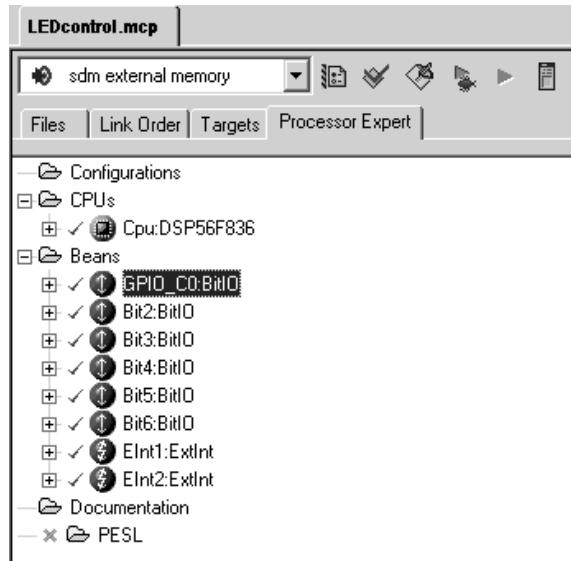 LEDcontrol.mcp
sdm external memory
Files Link Order Targets Processor Expert
Configurations
CPUs
Cpu:DSP56F836
Beans
GPIO_C0:BitIO
Bit2:BitIO
Bit3:BitIO
Bit4:BitIO
Bit5:BitIO
Bit6:BitIO
EInt1:ExtInt
EInt2:ExtInt
Documentation
PESL